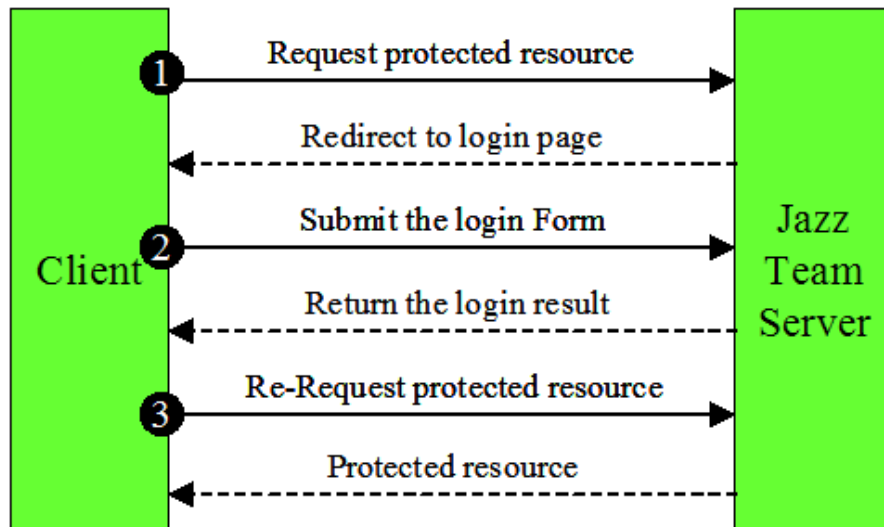 1
Request protected resource
Redirect to login page
2
Submit the login Form
Client
Jazz
Team
Server
Return the login result
3
Re-Request protected resource
Protected resource